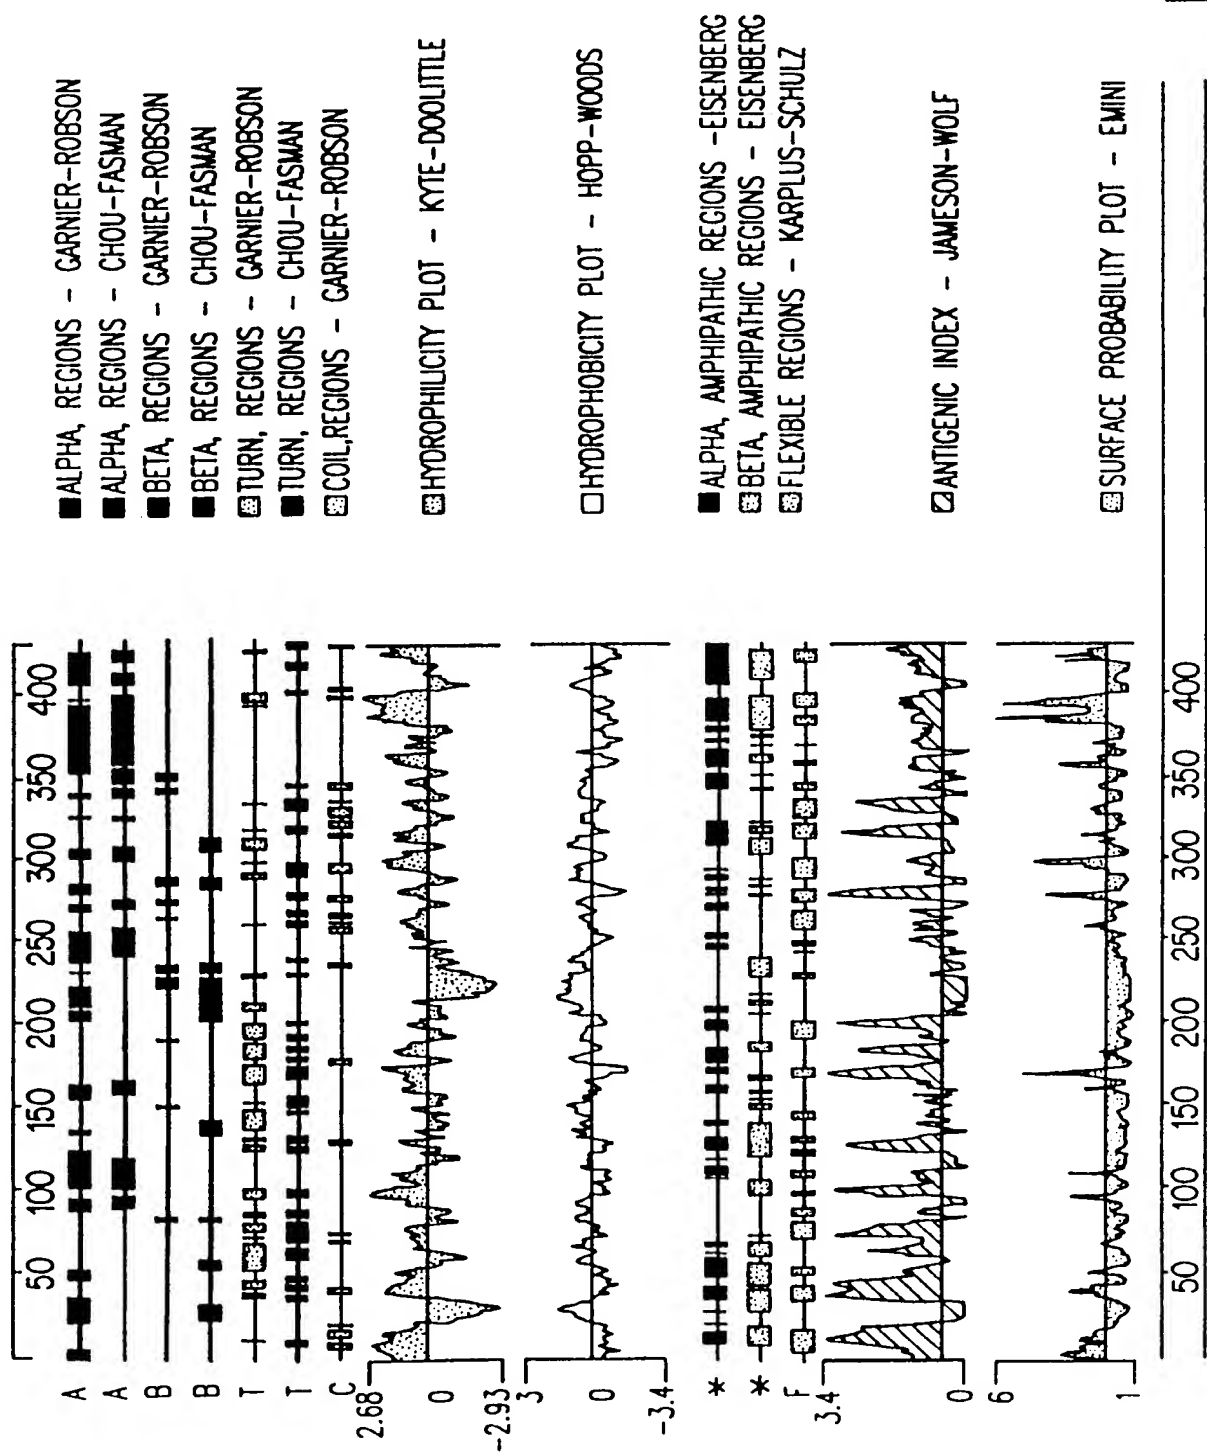 50 100 150 200 250 300 350 400
A ALPHA, REGIONS - GARNIER-ROBSON
A ALPHA, REGIONS - CHOU-FASMAN
B BETA, REGIONS - GARNIER-ROBSON
B BETA, REGIONS - CHOU-FASMAN
T TURN, REGIONS - GARNIER-ROBSON
T TURN, REGIONS - CHOU-FASMAN
C COIL,REGIONS - GARNIER-ROBSON
2.68
0 HYDROPHILICITY PLOT - KYTE-DOOLITTLE
-2.93
3
0 HYDROPHOBICITY PLOT - HOPP-WOODS
-3.4
* ALPHA, AMPHIPATHIC REGIONS -EISENBERG
* BETA, AMPHIPATHIC REGIONS - EISENBERG
F FLEXIBLE REGIONS - KARPLUS-SCHULZ
3.4
ANTIGENIC INDEX - JAMESON-WOLF
0
6
SURFACE PROBABILITY PLOT - EMINI
1
50 100 150 200 250 300 350 400